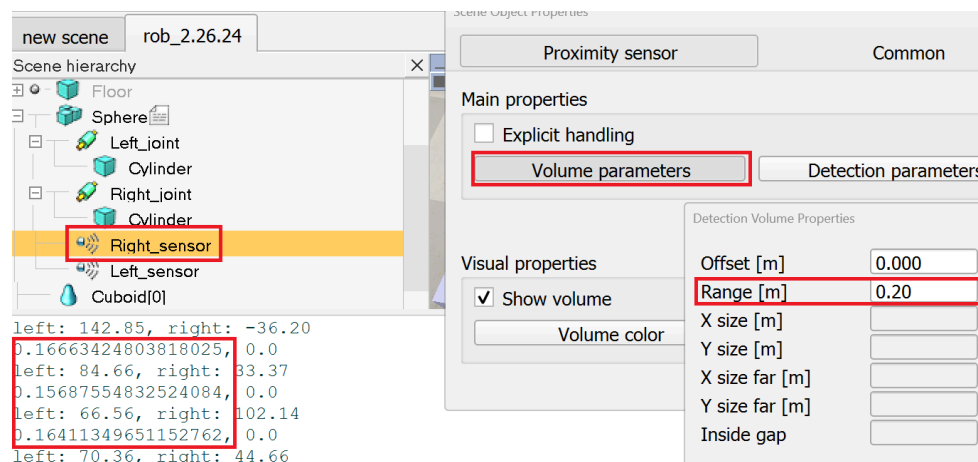 Scene Object Properties
new scene
rob_2.26.24
Scene hierarchy
Floor
Sphere
Left_joint
Cylinder
Right_joint
Cylinder
Right_sensor
Left_sensor
Cuboid[0]
left: 142.85, right: -36.20
0.16663424803818025, 0.0
left: 84.66, right: 33.37
0.15687554832524084, 0.0
left: 66.56, right: 102.14
0.16411349651152762, 0.0
left: 70.36, right: 44.66
Proximity sensor
Common
Main properties
Explicit handling
Volume parameters
Detection parameters
Visual properties
Show volume
Volume color
Detection Volume Properties
Offset [m] 0.000
Range [m] 0.20
X size [m]
Y size [m]
X size far [m]
Y size far [m]
Inside gap